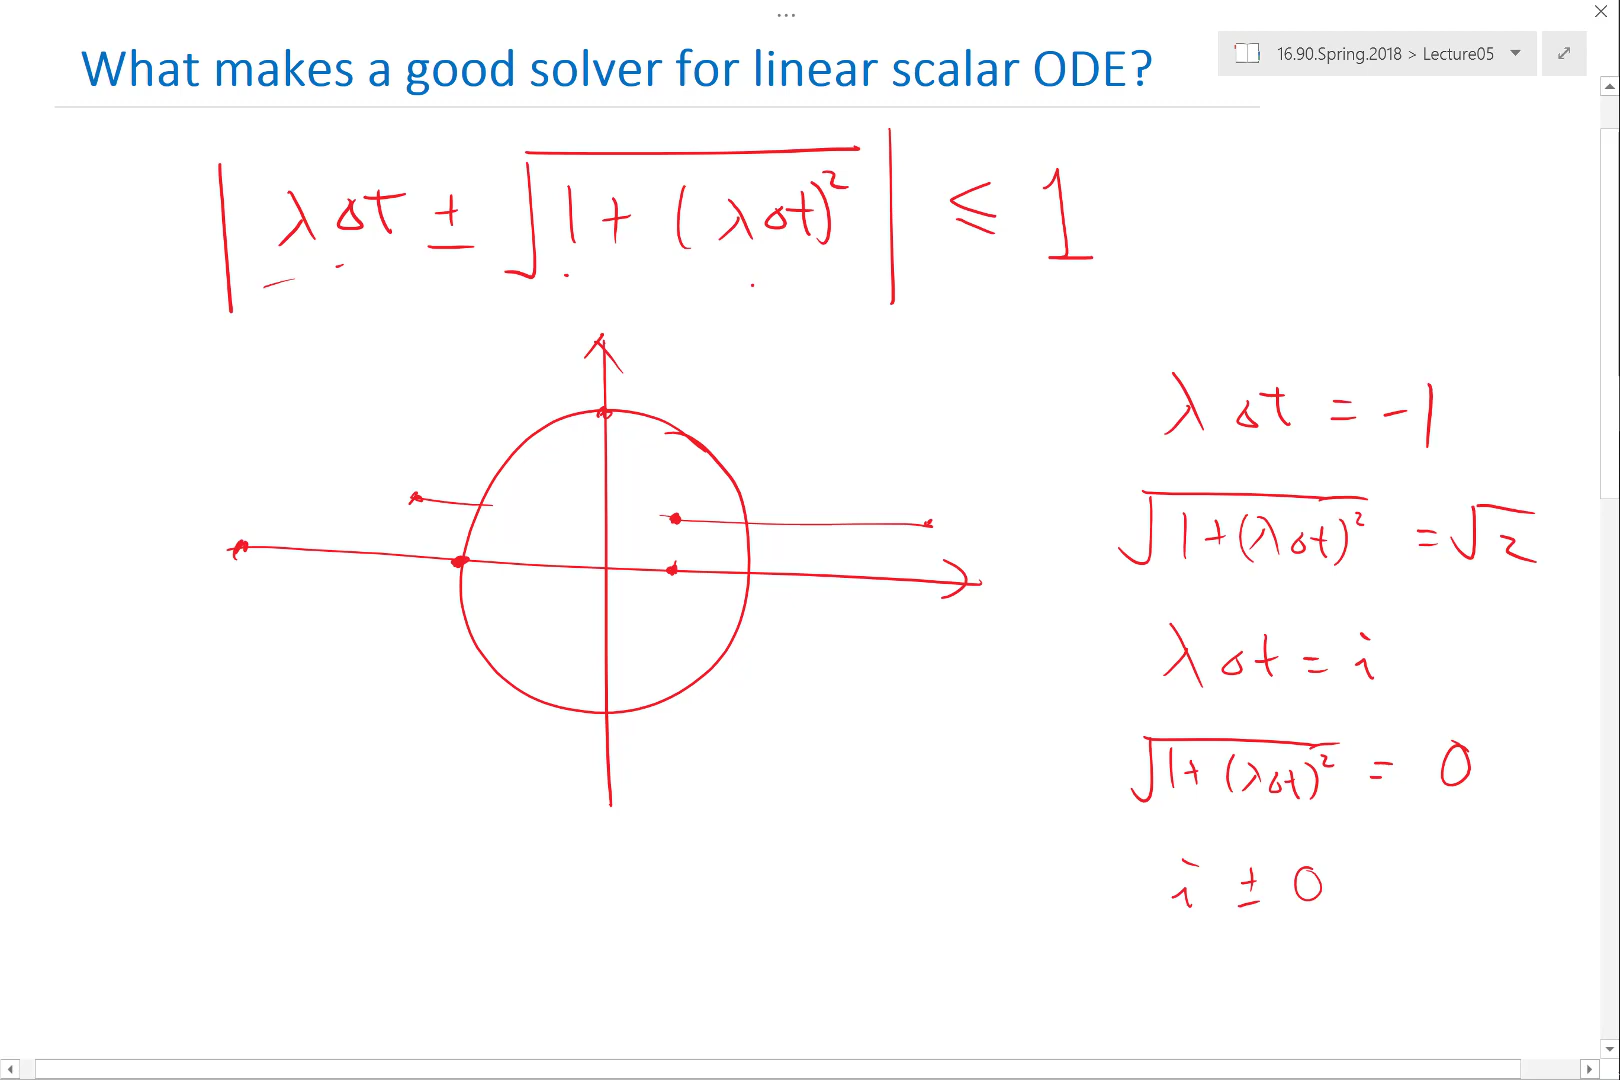 What makes a good solver for linear scalar ODE?
16.90.Spring.2018 > Lecture05
| λΔt ± √(1 + (λΔt)²) | ≤ 1
λΔt = -1
√(1+(λΔt)²) = √2
λΔt = i
√(1+(λΔt)²) = 0
i ± 0